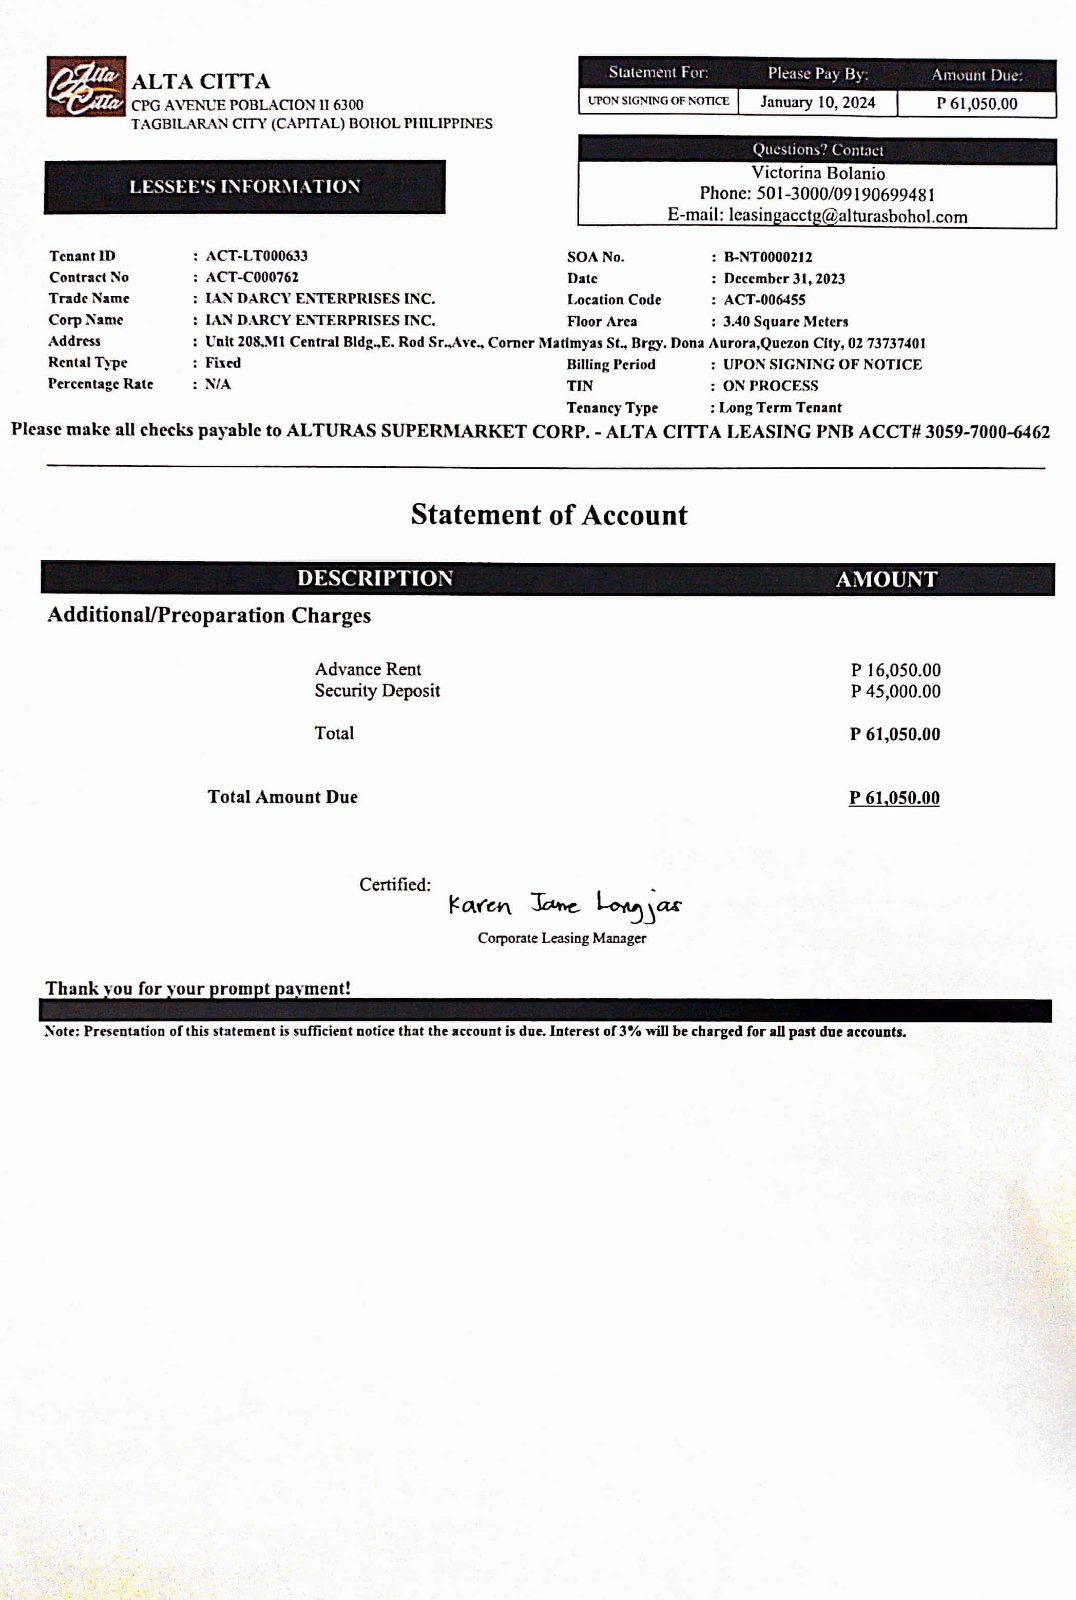 Alta Citta
ALTA CITTA
CPG AVENUE POBLACION II 6300
TAGBILARAN CITY (CAPITAL) BOHOL PHILIPPINES
Statement For: Please Pay By: Amount Due:
UPON SIGNING OF NOTICE January 10, 2024 P 61,050.00
Questions? Contact
Victorina Bolanio
Phone: 501-3000/09190699481
E-mail: leasingacctg@alturasbohol.com
LESSEE'S INFORMATION
Tenant ID : ACT-LT000633 SOA No. : B-NT0000212
Contract No : ACT-C000762 Date : December 31, 2023
Trade Name : IAN DARCY ENTERPRISES INC. Location Code : ACT-006455
Corp Name : IAN DARCY ENTERPRISES INC. Floor Area : 3.40 Square Meters
Address : Unit 208,M1 Central Bldg.,E. Rod Sr.,Ave., Corner Matimyas St., Brgy. Dona Aurora,Quezon City, 02 73737401
Rental Type : Fixed Billing Period : UPON SIGNING OF NOTICE
Percentage Rate : N/A TIN : ON PROCESS
Tenancy Type : Long Term Tenant
Please make all checks payable to ALTURAS SUPERMARKET CORP. - ALTA CITTA LEASING PNB ACCT# 3059-7000-6462
Statement of Account
DESCRIPTION AMOUNT
Additional/Preoparation Charges
Advance Rent P 16,050.00
Security Deposit P 45,000.00
Total P 61,050.00
Total Amount Due P 61,050.00
Certified:
Karen Jane Longjas
Corporate Leasing Manager
Thank you for your prompt payment!
Note: Presentation of this statement is sufficient notice that the account is due. Interest of 3% will be charged for all past due accounts.